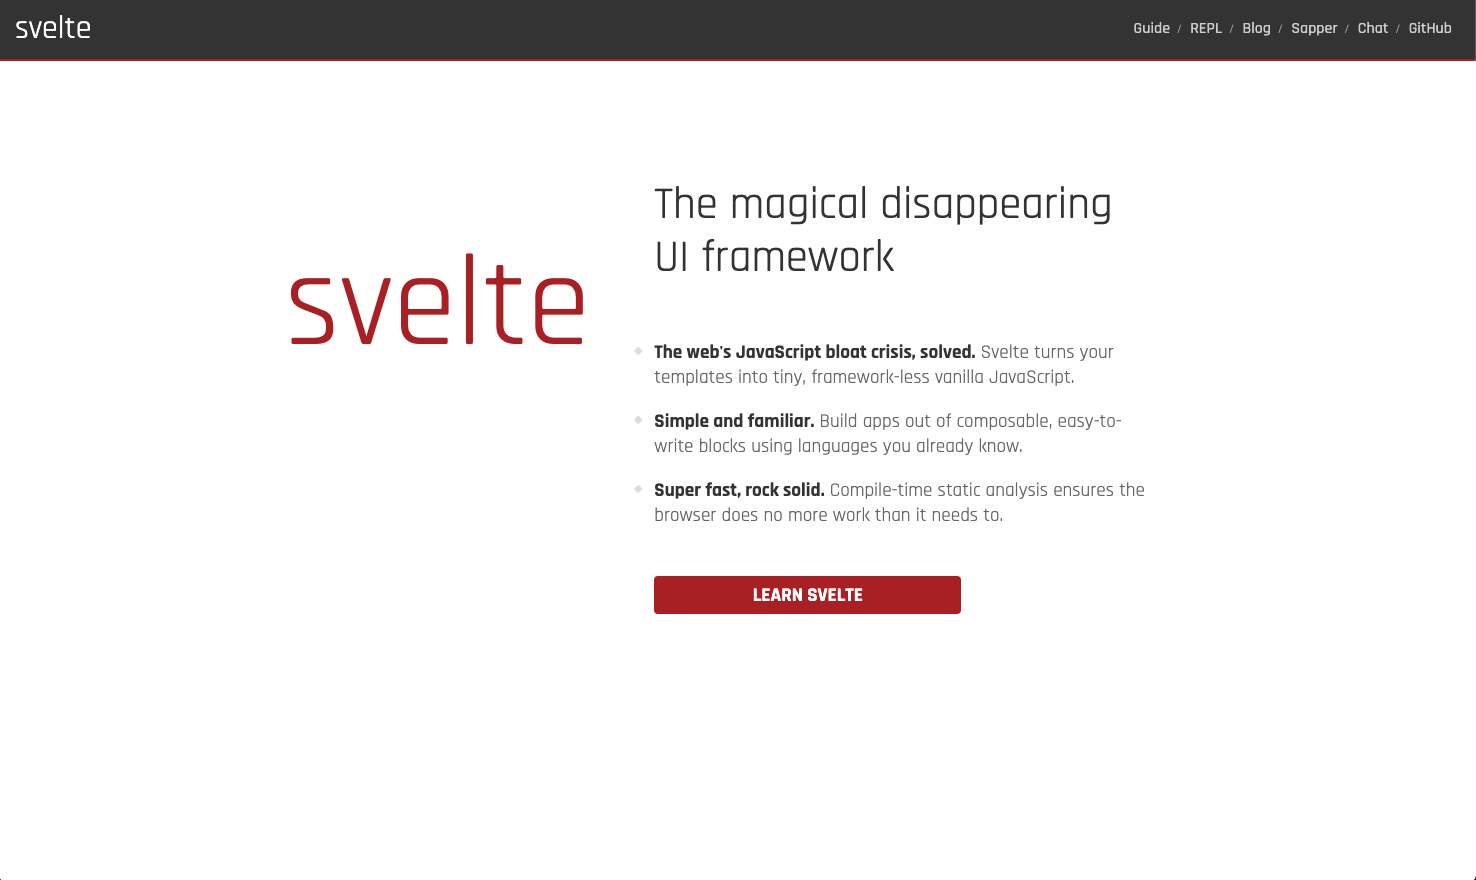 svelte
Guide / REPL / Blog / Sapper / Chat / GitHub
svelte
The magical disappearing
UI framework
The web's JavaScript bloat crisis, solved. Svelte turns your
templates into tiny, framework-less vanilla JavaScript.
Simple and familiar. Build apps out of composable, easy-to-
write blocks using languages you already know.
Super fast, rock solid. Compile-time static analysis ensures the
browser does no more work than it needs to.
LEARN SVELTE